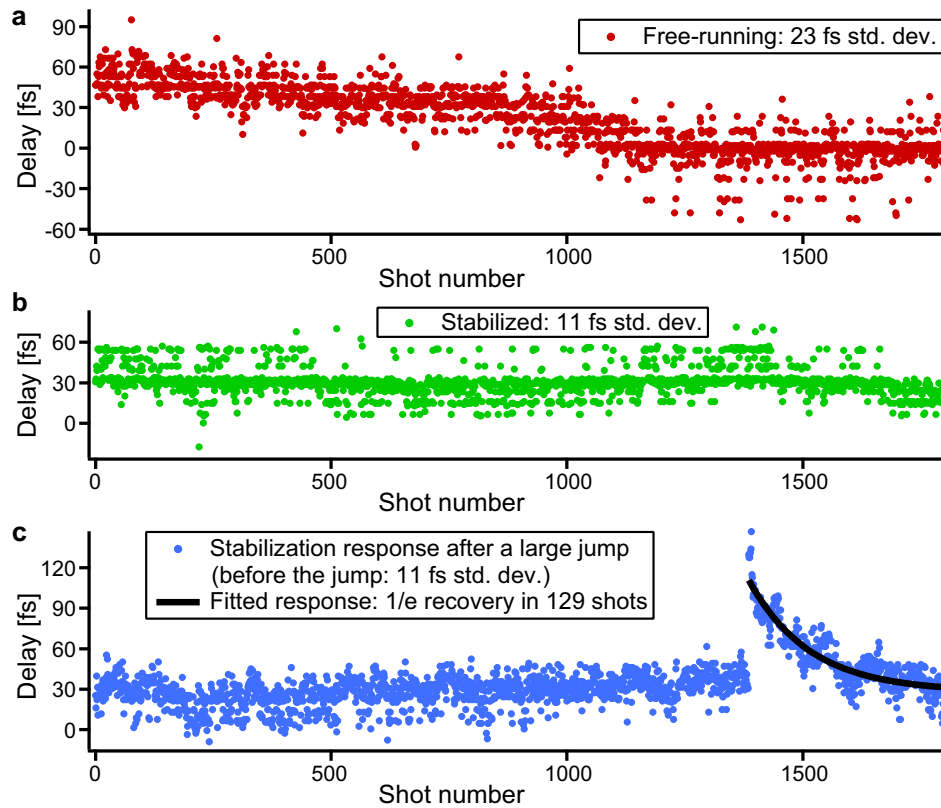 a
Free-running: 23 fs std. dev.
Delay [fs]
90
60
30
0
-30
-60
0
500
1000
1500
Shot number
b
Stabilized: 11 fs std. dev.
Delay [fs]
60
30
0
0
500
1000
1500
Shot number
c
Stabilization response after a large jump
(before the jump: 11 fs std. dev.)
Fitted response: 1/e recovery in 129 shots
Delay [fs]
120
90
60
30
0
0
500
1000
1500
Shot number